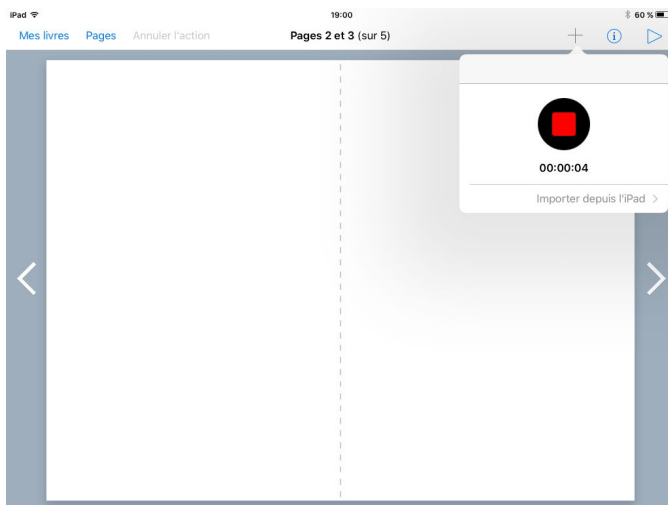 iPad 19:00 60 %
Mes livres Pages Annuler l'action Pages 2 et 3 (sur 5)
00:00:04
Importer depuis l'iPad